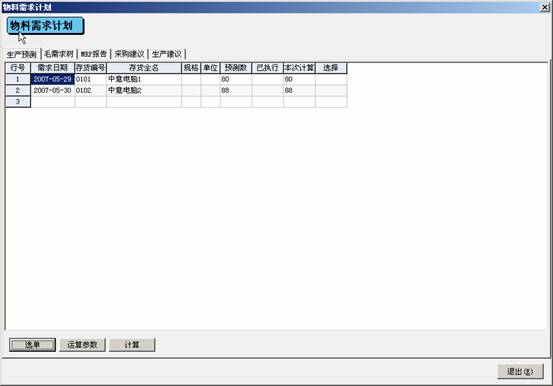 物料需求计划
物料需求计划
生产预测 毛需求树 MRP报告 采购建议 生产建议
行号 需求日期 存货编号 存货全名 规格 单位 预测数 已执行 本次计算 选择
1 2007-05-29 0101 中意电脑1 80 80
2 2007-05-30 0102 中意电脑2 88 88
3
选单 运算参数 计算
退出(E)